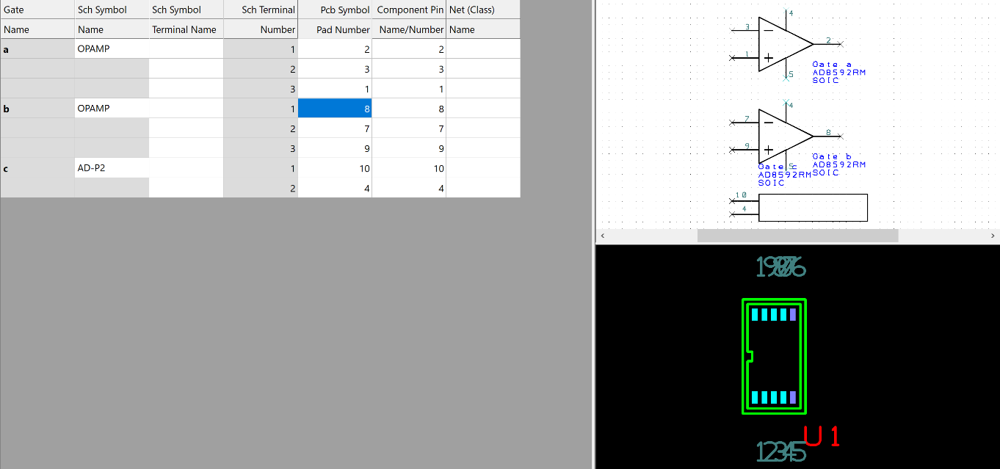 Gate Sch Symbol Sch Symbol Sch Terminal Pcb Symbol Component Pin Net (Class)
Name Name Terminal Name Number Pad Number Name/Number Name
a OPAMP 1 2 2
2 3 3
3 1 1
b OPAMP 1 8 8
2 7 7
3 9 9
c AD-P2 1 10 10
2 4 4
4
3
2
1
5
Gate a
AD8592RM
SOIC
4
7
8
9
5
Gate b
AD8592RM
SOIC
Gate c
AD8592RM
SOIC
10
4
U1
12345